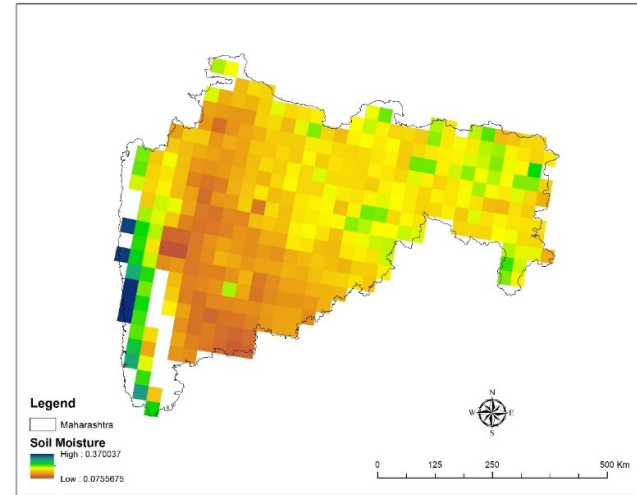 Legend
Maharashtra
Soil Moisture
High : 0.370037
Low : 0.0755675
N
W E
S
0 125 250 500 Km